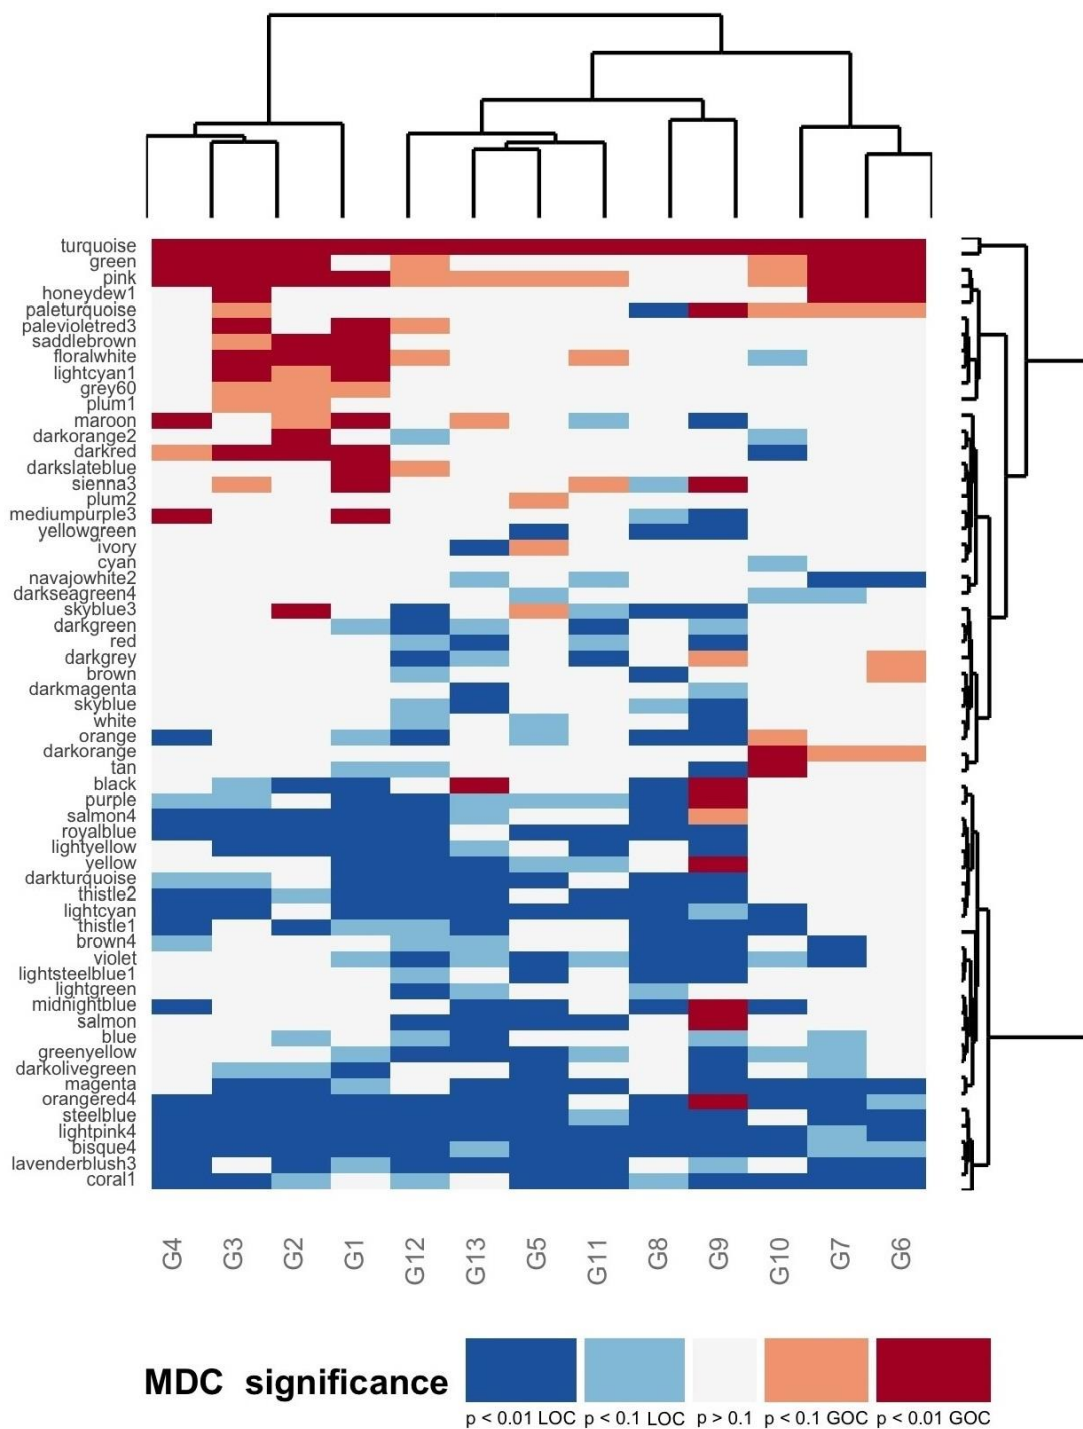 turquoise
green
pink
honeydew1
paleturquoise
palevioletred3
saddlebrown
floralwhite
lightcyan1
grey60
plum1
maroon
darkorange2
darkred
darkslateblue
sienna3
plum2
mediumpurple3
yellowgreen
ivory
cyan
navajowhite2
darkseagreen4
skyblue3
darkgreen
red
darkgrey
brown
darkmagenta
skyblue
white
orange
darkorange
tan
black
purple
salmon4
royalblue
lightyellow
yellow
darkturquoise
thistle2
lightcyan
thistle1
brown4
violet
lightsteelblue1
lightgreen
midnightblue
salmon
blue
greenyellow
darkolivegreen
magenta
orangered4
steelblue
lightpink4
bisque4
lavenderblush3
coral1
G4 G3 G2 G1 G12 G13 G5 G11 G8 G9 G10 G7 G6
MDC significance
p < 0.01 LOC p < 0.1 LOC p > 0.1 p < 0.1 GOC p < 0.01 GOC